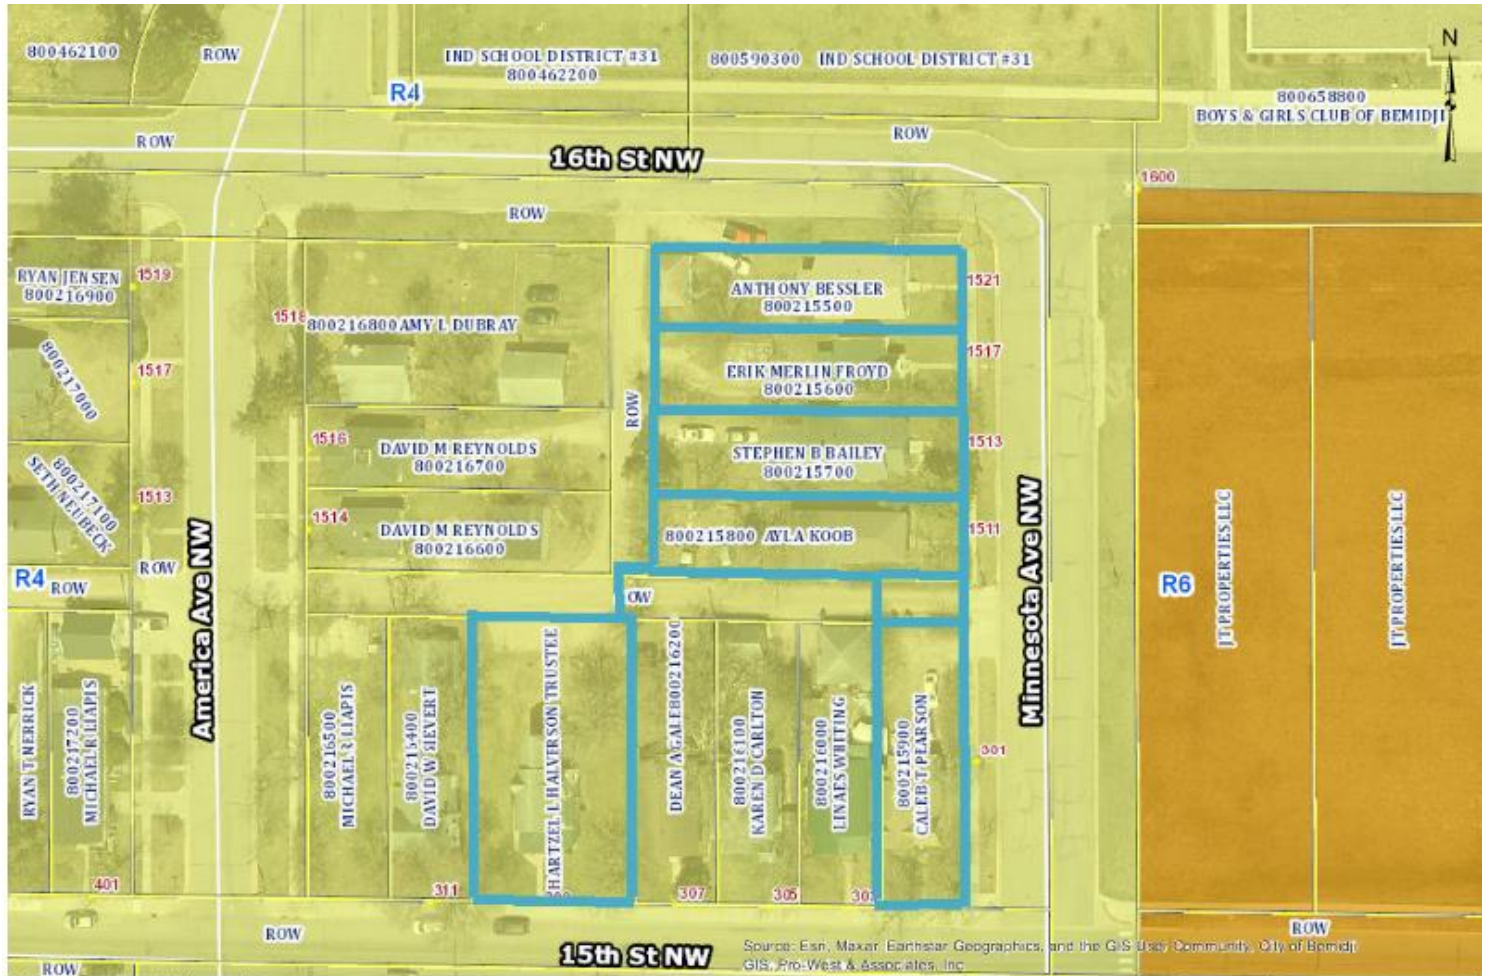 800462100
ROW
IND SCHOOL DISTRICT #31
800462200
800590300 IND SCHOOL DISTRICT #31
N
R4
800658800
BOYS & GIRLS CLUB OF BEMIDJI
ROW
ROW
16th St NW
1600
ROW
RYAN JENSEN
800216900
1519
1518
800216800 AMY L DUBRAY
ANTHONY BESSLER
800215500
1521
800217000
1517
ERIK MERLIN FROYD
800215600
1517
ROW
1516
DAVID M REYNOLDS
800216700
STEPHEN B BAILEY
800215700
1513
800217100
SETH NEUBECK
1513
1514
DAVID M REYNOLDS
800216600
800215800 AYLA KOOB
1511
America Ave NW
Minnesota Ave NW
JT PROPERTIES LLC
JT PROPERTIES LLC
ROW
R4
ROW
OW
R6
RYAN T NERRICK
800217200
MICHAEL R LLAPIS
800216500
MICHAEL R LLAPIS
DAVID W SIEVERT
HARTZEL L HALVERSON TRUSTEE
DEAN A GALE 800216200
800216100
KAREN D CARLTON
800216000
LINAES WHITING
800215900
CALEB T PEARSON
301
401
311
307
305
ROW
15th St NW
ROW
ROW
Source: Esri, Maxar, Earthstar Geographics, and the GIS User Community, City of Bemidji
GIS, Pro-West & Associates, Inc